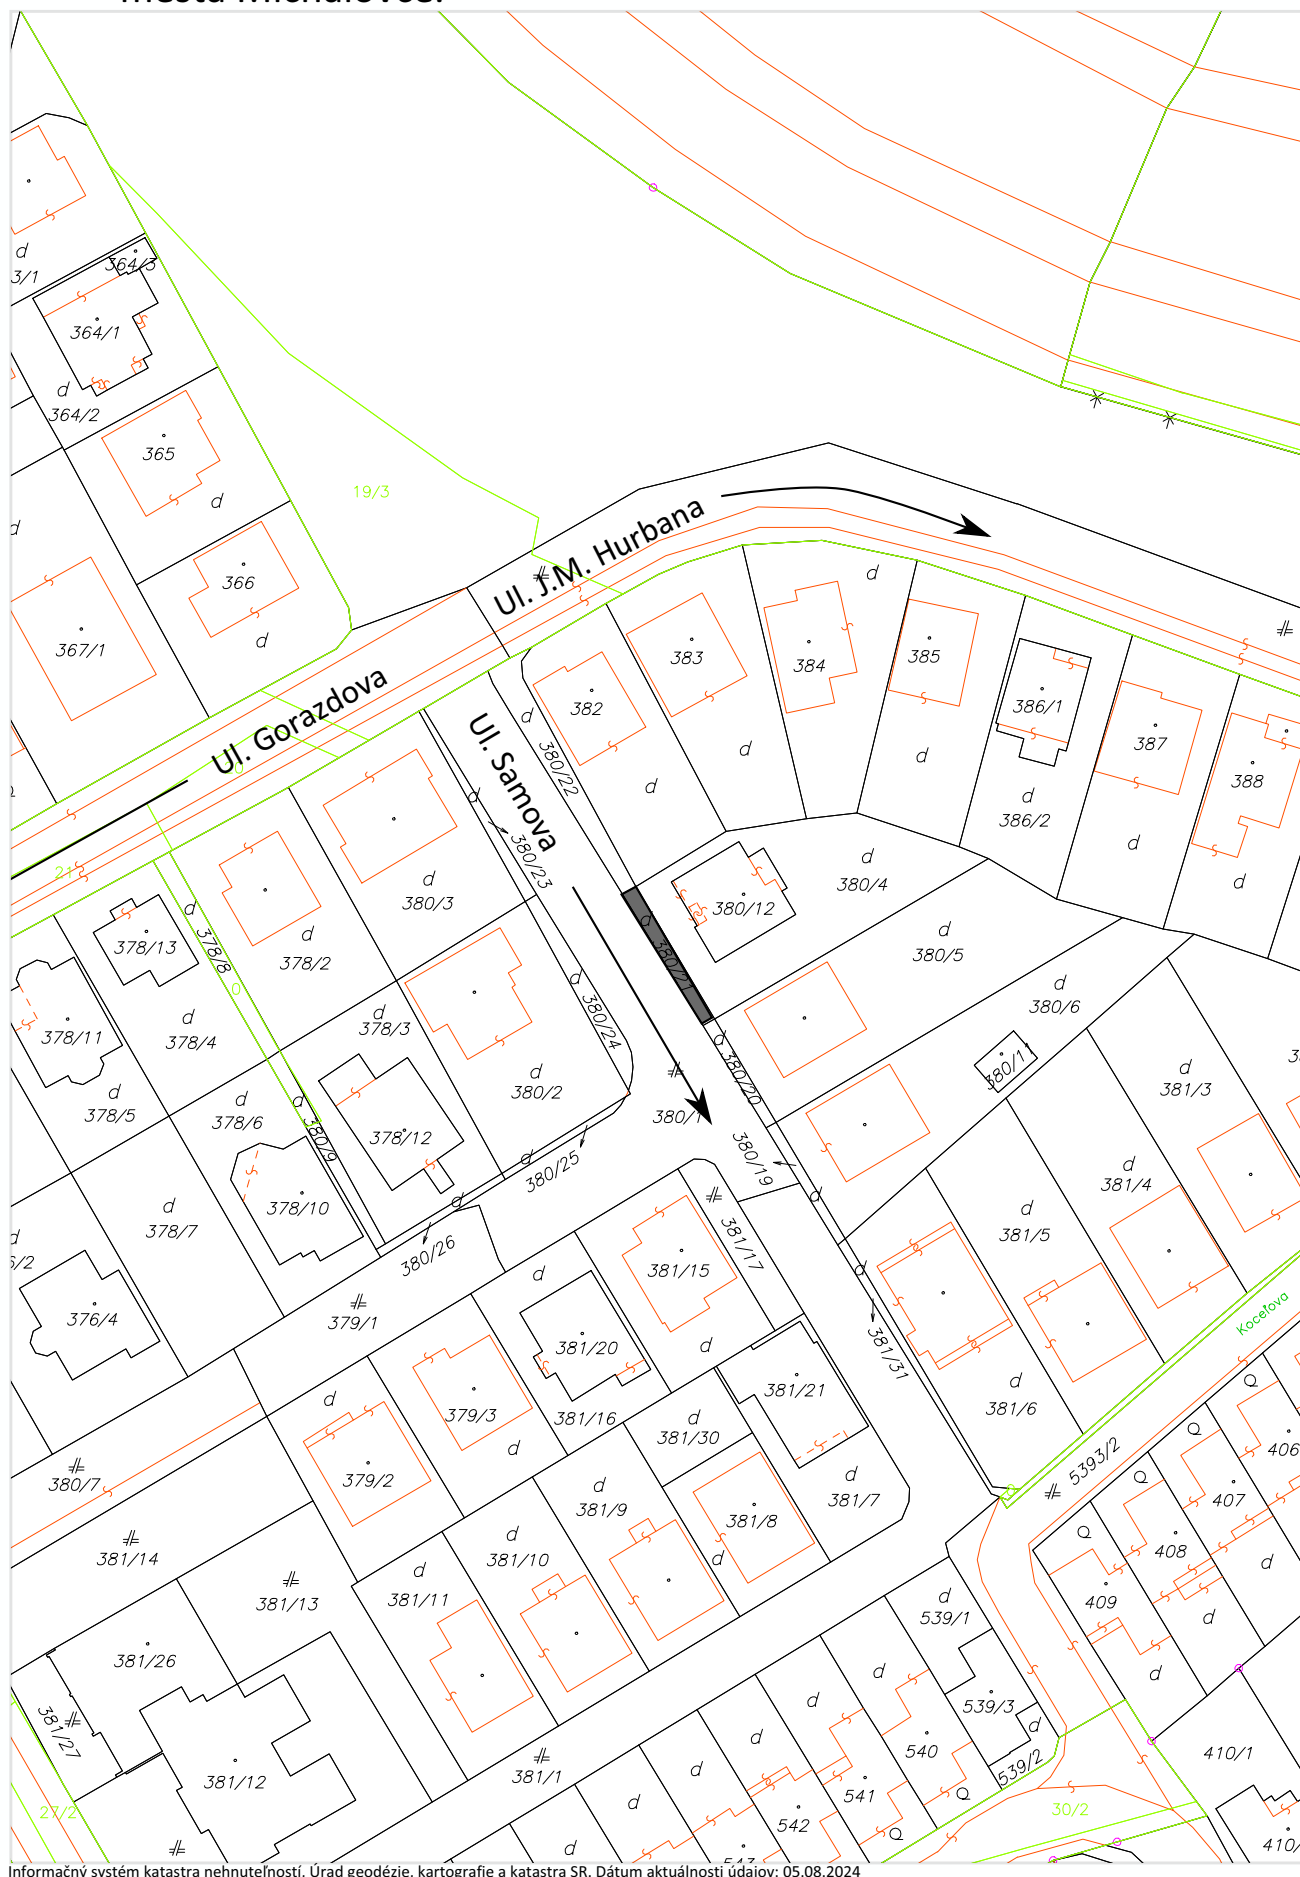 mesta Michalovce.
d
3/1
364/3
364/1
d
364/2
365
d
19/3
d
366
d
367/1
Ul. J.M. Hurbana
Ul. Gorazdova
Ul. Samova
382
d
380/22
d
383
d
384
d
385
d
386/1
d
386/2
387
d
388
d
21
0
d
380/23
d
380/3
d
378/2
d
378/8
378/13
0
378/11
d
378/4
d
378/3
d
378/5
d
378/6
d
380/9
378/12
378/10
d
378/7
d
380/24
d
380/2
d
380/21
380/12
d
380/4
d
380/5
d
380/6
380/11
d
380/20
380/1
380/19
d
380/25
d
380/26
d
381/3
d
381/4
d
381/5
d
381/6
d
381/31
Koceľova
d
376/4
379/1
380/7
381/17
381/15
d
d
381/20
381/16
381/21
d
381/30
d
381/7
d
379/3
d
379/2
d
381/9
381/8
d
d
381/10
d
381/11
381/14
381/13
381/26
381/27
381/12
381/1
27/2
5393/2
Q
406
Q
407
Q
408
d
Q
409
d
d
d
539/1
539/3
d
539/2
d
540
Q
d
541
Q
d
542
d
d
d
410/1
30/2
Informačný systém katastra nehnuteľností, Úrad geodézie, kartografie a katastra SR. Dátum aktuálnosti údajov: 05.08.2024